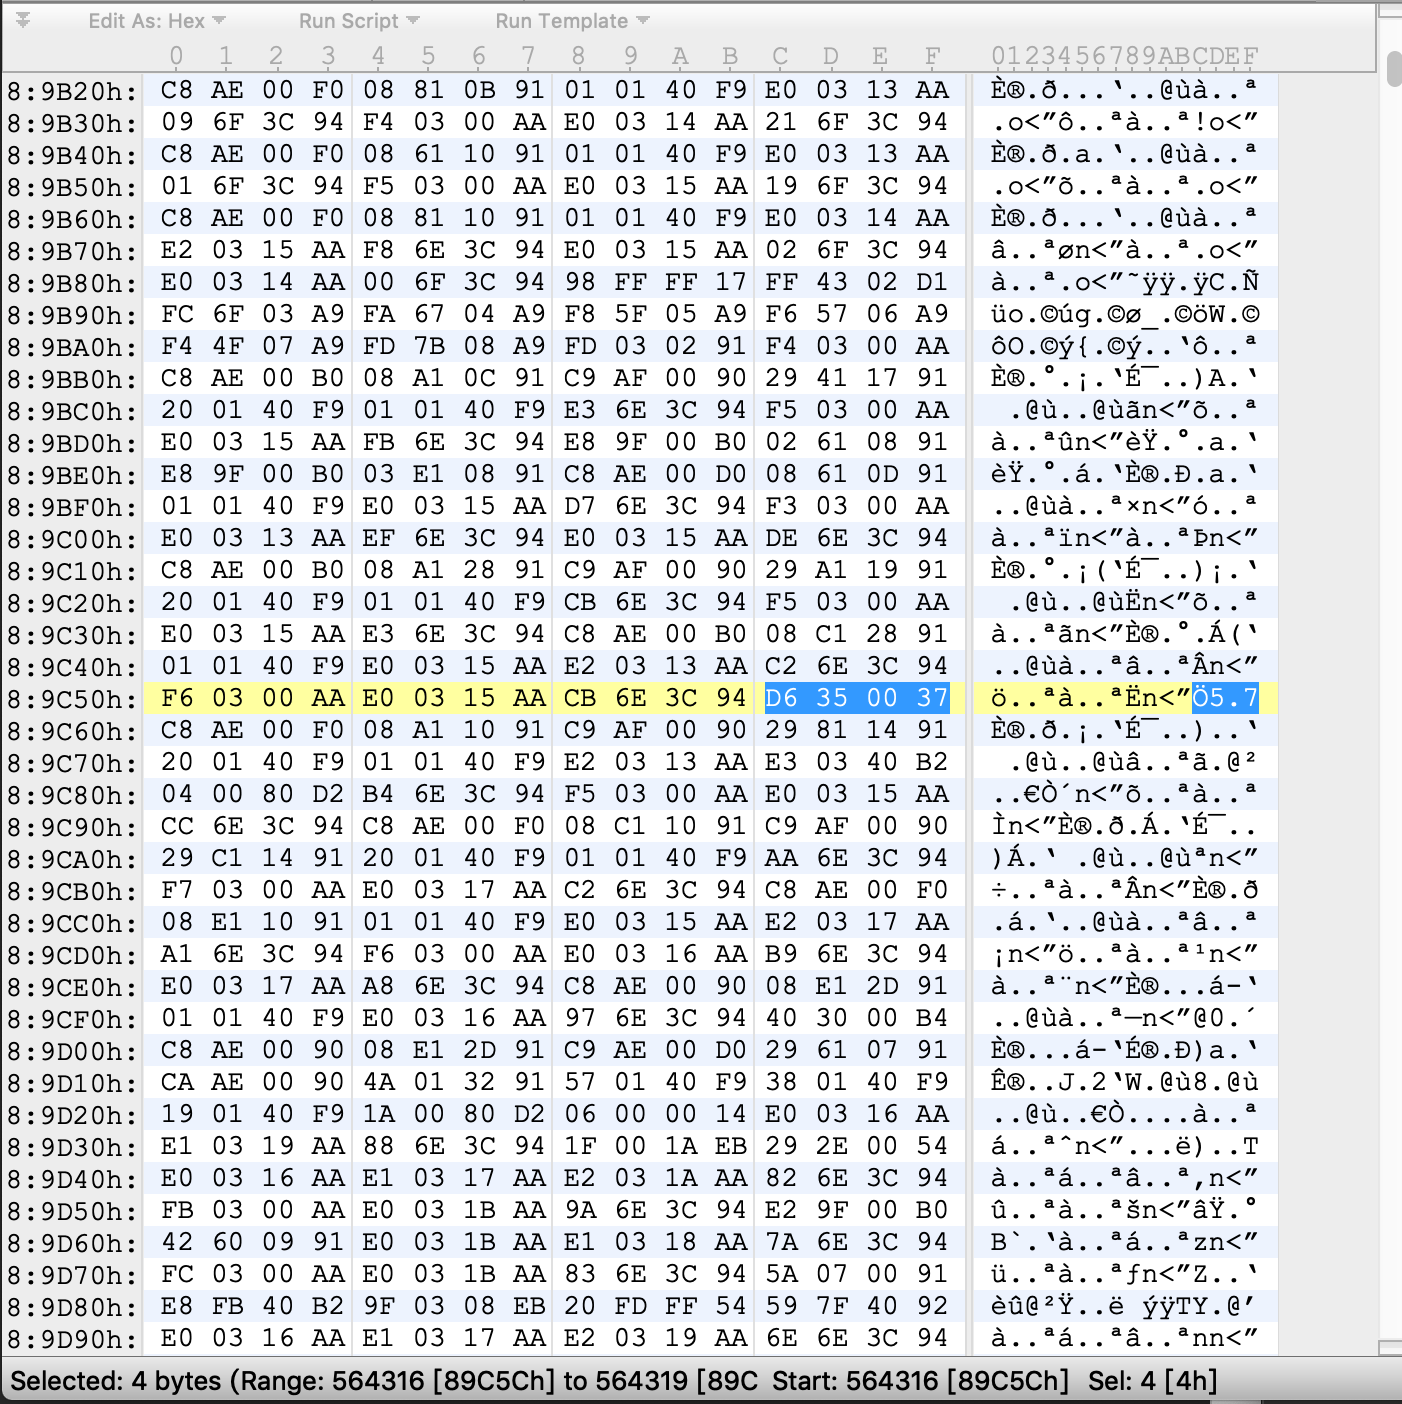 Edit As: Hex Run Script Run Template
0 1 2 3 4 5 6 7 8 9 A B C D E F 0123456789ABCDEF
8:9B20h: C8 AE 00 F0 08 81 0B 91 01 01 40 F9 E0 03 13 AA È®.ð...‘..@ùà..ª
8:9B30h: 09 6F 3C 94 F4 03 00 AA E0 03 14 AA 21 6F 3C 94 .o<”ô..ªà..ª!o<”
8:9B40h: C8 AE 00 F0 08 61 10 91 01 01 40 F9 E0 03 13 AA È®.ð.a.‘..@ùà..ª
8:9B50h: 01 6F 3C 94 F5 03 00 AA E0 03 15 AA 19 6F 3C 94 .o<”õ..ªà..ª.o<”
8:9B60h: C8 AE 00 F0 08 81 10 91 01 01 40 F9 E0 03 14 AA È®.ð...‘..@ùà..ª
8:9B70h: E2 03 15 AA F8 6E 3C 94 E0 03 15 AA 02 6F 3C 94 â..ªøn<”à..ª.o<”
8:9B80h: E0 03 14 AA 00 6F 3C 94 98 FF FF 17 FF 43 02 D1 à..ª.o<”˜ÿÿ.ÿC.Ñ
8:9B90h: FC 6F 03 A9 FA 67 04 A9 F8 5F 05 A9 F6 57 06 A9 üo.©úg.©ø_.©öW.©
8:9BA0h: F4 4F 07 A9 FD 7B 08 A9 FD 03 02 91 F4 03 00 AA ôO.©ý{.©ý..‘ô..ª
8:9BB0h: C8 AE 00 B0 08 A1 0C 91 C9 AF 00 90 29 41 17 91 È®.°.¡.‘É¯..)A.‘
8:9BC0h: 20 01 40 F9 01 01 40 F9 E3 6E 3C 94 F5 03 00 AA  .@ù..@ùãn<”õ..ª
8:9BD0h: E0 03 15 AA FB 6E 3C 94 E8 9F 00 B0 02 61 08 91 à..ªûn<”èŸ.°.a.‘
8:9BE0h: E8 9F 00 B0 03 E1 08 91 C8 AE 00 D0 08 61 0D 91 èŸ.°.á.‘È®.Ð.a.‘
8:9BF0h: 01 01 40 F9 E0 03 15 AA D7 6E 3C 94 F3 03 00 AA ..@ùà..ª×n<”ó..ª
8:9C00h: E0 03 13 AA EF 6E 3C 94 E0 03 15 AA DE 6E 3C 94 à..ªïn<”à..ªÞn<”
8:9C10h: C8 AE 00 B0 08 A1 28 91 C9 AF 00 90 29 A1 19 91 È®.°.¡(‘É¯..)¡.‘
8:9C20h: 20 01 40 F9 01 01 40 F9 CB 6E 3C 94 F5 03 00 AA  .@ù..@ùËn<”õ..ª
8:9C30h: E0 03 15 AA E3 6E 3C 94 C8 AE 00 B0 08 C1 28 91 à..ªãn<”È®.°.Á(‘
8:9C40h: 01 01 40 F9 E0 03 15 AA E2 03 13 AA C2 6E 3C 94 ..@ùà..ªâ..ªÂn<”
8:9C50h: F6 03 00 AA E0 03 15 AA CB 6E 3C 94 D6 35 00 37 ö..ªà..ªËn<”Ö5.7
8:9C60h: C8 AE 00 F0 08 A1 10 91 C9 AF 00 90 29 81 14 91 È®.ð.¡.‘É¯..)..‘
8:9C70h: 20 01 40 F9 01 01 40 F9 E2 03 13 AA E3 03 40 B2  .@ù..@ùâ..ªã.@²
8:9C80h: 04 00 80 D2 B4 6E 3C 94 F5 03 00 AA E0 03 15 AA ..€Ò´n<”õ..ªà..ª
8:9C90h: CC 6E 3C 94 C8 AE 00 F0 08 C1 10 91 C9 AF 00 90 Ìn<”È®.ð.Á.‘É¯..
8:9CA0h: 29 C1 14 91 20 01 40 F9 01 01 40 F9 AA 6E 3C 94 )Á.‘ .@ù..@ùªn<”
8:9CB0h: F7 03 00 AA E0 03 17 AA C2 6E 3C 94 C8 AE 00 F0 ÷..ªà..ªÂn<”È®.ð
8:9CC0h: 08 E1 10 91 01 01 40 F9 E0 03 15 AA E2 03 17 AA .á.‘..@ùà..ªâ..ª
8:9CD0h: A1 6E 3C 94 F6 03 00 AA E0 03 16 AA B9 6E 3C 94 ¡n<”ö..ªà..ª¹n<”
8:9CE0h: E0 03 17 AA A8 6E 3C 94 C8 AE 00 90 08 E1 2D 91 à..ª¨n<”È®...á-‘
8:9CF0h: 01 01 40 F9 E0 03 16 AA 97 6E 3C 94 40 30 00 B4 ..@ùà..ª—n<”@0.´
8:9D00h: C8 AE 00 90 08 E1 2D 91 C9 AE 00 D0 29 61 07 91 È®...á-‘É®.Ð)a.‘
8:9D10h: CA AE 00 90 4A 01 32 91 57 01 40 F9 38 01 40 F9 Ê®..J.2‘W.@ù8.@ù
8:9D20h: 19 01 40 F9 1A 00 80 D2 06 00 00 14 E0 03 16 AA ..@ù..€Ò....à..ª
8:9D30h: E1 03 19 AA 88 6E 3C 94 1F 00 1A EB 29 2E 00 54 á..ªˆn<”...ë)..T
8:9D40h: E0 03 16 AA E1 03 17 AA E2 03 1A AA 82 6E 3C 94 à..ªá..ªâ..ª‚n<”
8:9D50h: FB 03 00 AA E0 03 1B AA 9A 6E 3C 94 E2 9F 00 B0 û..ªà..ªšn<”âŸ.°
8:9D60h: 42 60 09 91 E0 03 1B AA E1 03 18 AA 7A 6E 3C 94 B`.‘à..ªá..ªzn<”
8:9D70h: FC 03 00 AA E0 03 1B AA 83 6E 3C 94 5A 07 00 91 ü..ªà..ªƒn<”Z..‘
8:9D80h: E8 FB 40 B2 9F 03 08 EB 20 FD FF 54 59 7F 40 92 èû@²Ÿ..ë ýÿTY.@’
8:9D90h: E0 03 16 AA E1 03 17 AA E2 03 19 AA 6E 6E 3C 94 à..ªá..ªâ..ªnn<”
Selected: 4 bytes (Range: 564316 [89C5Ch] to 564319 [89C Start: 564316 [89C5Ch] Sel: 4 [4h]